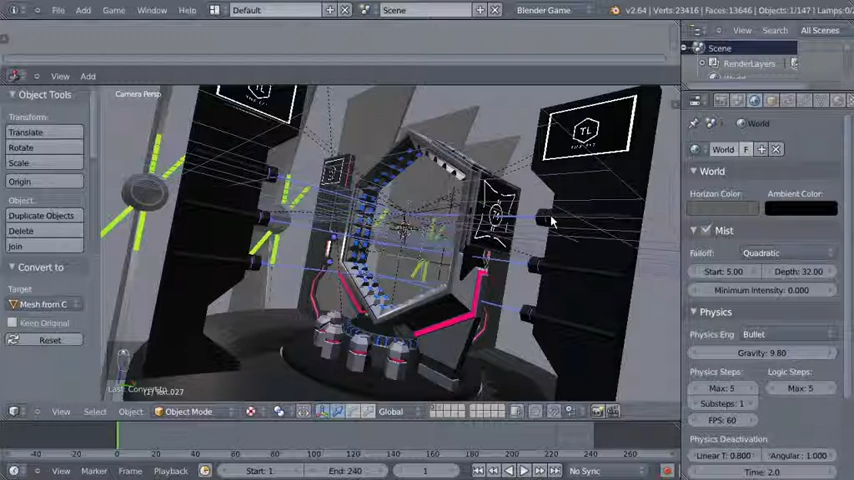 File Add Game Window Help Default Scene Blender Game v2.64 | Verts:23416 | Faces:13646 | Objects:1/147 | Lamps:0/2
View Search All Scenes
Scene
RenderLayers
World
View Add
Object Tools
Camera Persp
Transform:
Translate
Rotate
Scale
Origin
Object:
Duplicate Objects
Delete
Join
Convert to
Target
Mesh from C
Keen Original
Reset
TL
TL
World
World F
World
Horizon Color: Ambient Color:
Mist
Falloff: Quadratic
Start: 5.00 Depth: 32.00
Minimum Intensity: 0.000
Physics
Physics Eng Bullet
Gravity: 9.80
Physics Steps: Logic Steps:
Max: 5 Max: 5
Substeps: 1
FPS: 60
Physics Deactivation:
Linear T: 0.800 Angular: 1.000
Time: 2.0
View Select Object Object Mode Global
-40 -20 0 20 40 60 80 100 120 140 160 180 200 220 240 260
View Marker Frame Playback Start: 1 End: 240 1 No Sync